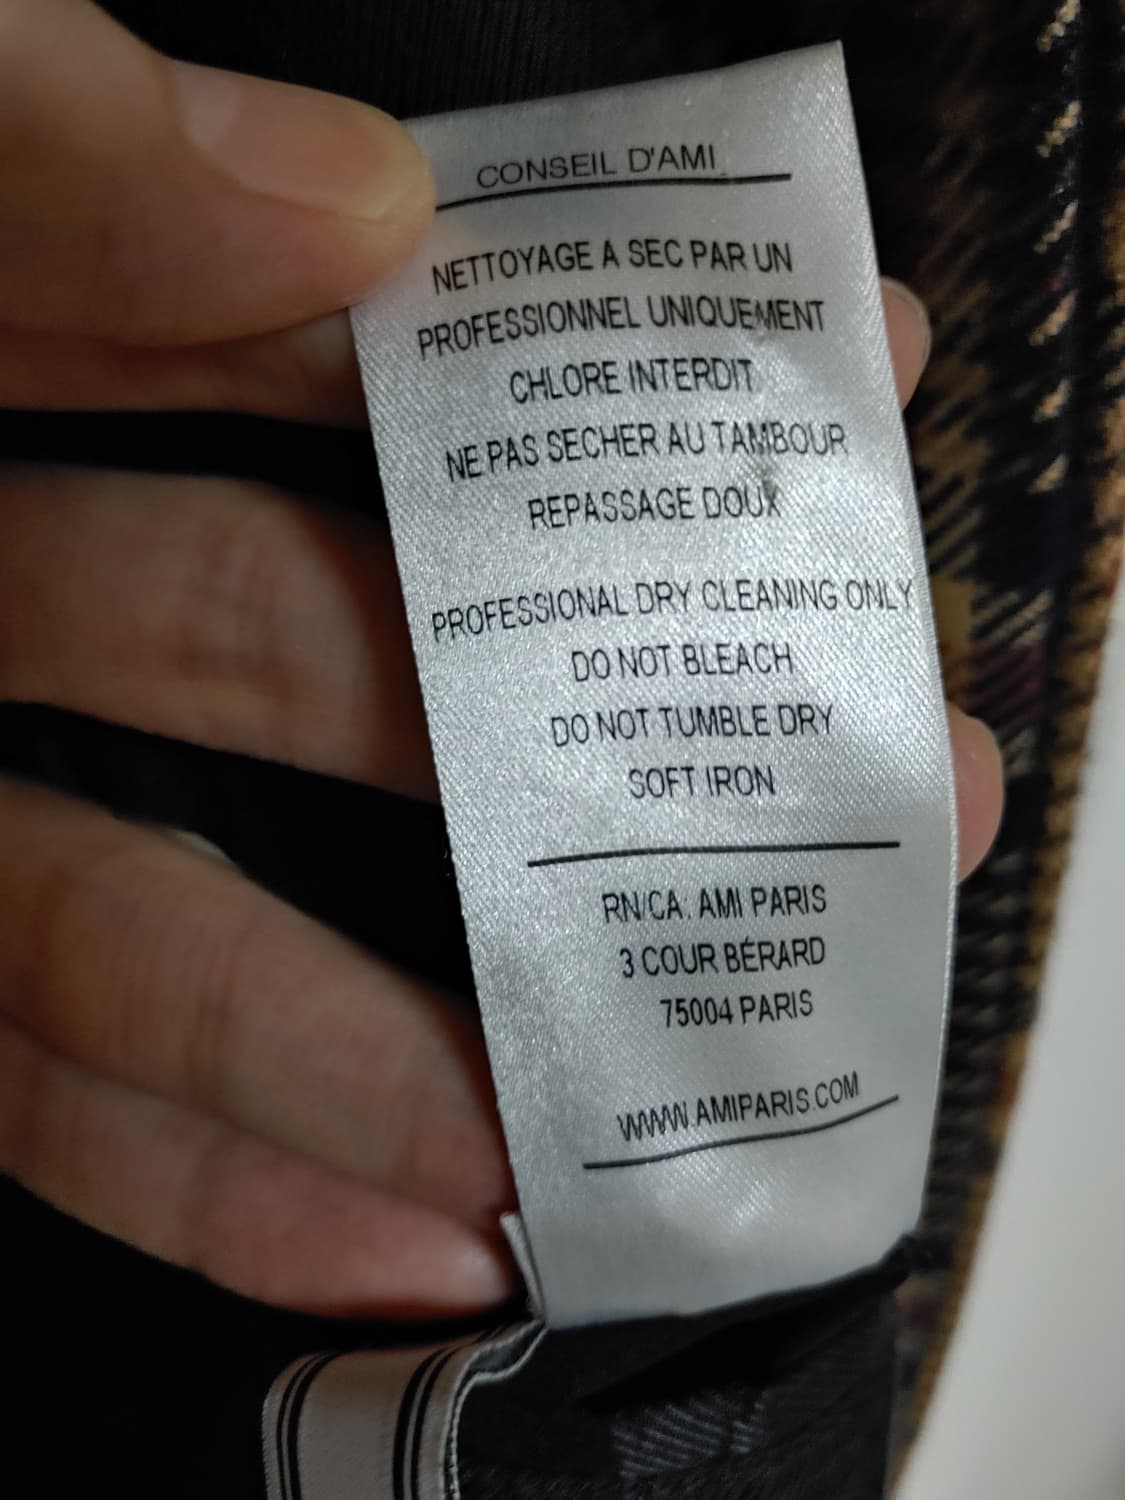 CONSEIL D'AMI
NETTOYAGE A SEC PAR UN
PROFESSIONNEL UNIQUEMENT
CHLORE INTERDIT
NE PAS SECHER AU TAMBOUR
REPASSAGE DOUX
PROFESSIONAL DRY CLEANING ONLY
DO NOT BLEACH
DO NOT TUMBLE DRY
SOFT IRON
RN/CA. AMI PARIS
3 COUR BÉRARD
75004 PARIS
WWW.AMIPARIS.COM